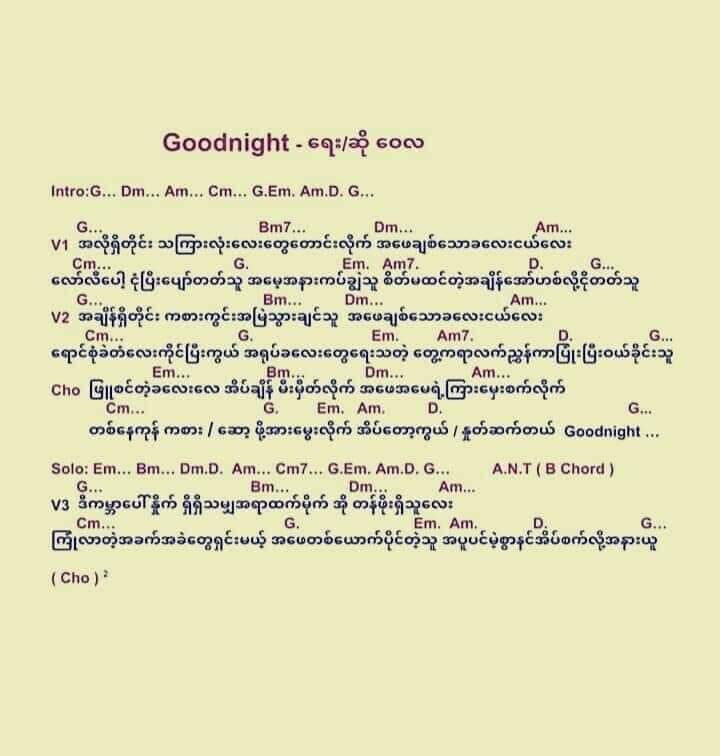 Goodnight - ရေး/ဆို ဝေလ
Intro:G... Dm... Am... Cm... G.Em. Am.D. G...
G... Bm7... Dm... Am...
V1 အလိုရှိတိုင်း သကြားလုံးလေးတွေတောင်းလိုက် အဖေချစ်သောခလေးငယ်လေး
Cm... G. Em. Am7. D. G...
လော်လီပေါ့ ငုံပြီးပျော်တတ်သူ အမေ့အနားကပ်ချွဲသူ စိတ်မထင်တဲ့အချိန်အော်ဟစ်လို့ငိုတတ်သူ
G... Bm... Dm... Am...
V2 အချိန်ရှိတိုင်း ကစားကွင်းအမြဲသွားချင်သူ အဖေချစ်သောခလေးငယ်လေး
Cm... G. Em. Am7. D. G...
ရောင်စုံခဲတံလေးကိုင်ပြီးကွယ် အရုပ်ခလေးတွေရေးသတဲ့ တွေ့ကရာလက်ညှွန်ကာပြုံးပြီးဝယ်ခိုင်းသူ
Em... Bm... Dm... Am...
Cho ဖြူစင်တဲ့ခလေးလေ အိပ်ချိန် မီးမှိတ်လိုက် အဖေအမေရဲ့ကြားမှေးစက်လိုက်
Cm... G. Em. Am. D. G...
တစ်နေကုန် ကစား / ဆော့ ဖို့အားမွေးလိုက် အိပ်တော့ကွယ် / နှုတ်ဆက်တယ် Goodnight ...
Solo: Em... Bm... Dm.D. Am... Cm7... G.Em. Am.D. G... A.N.T ( B Chord )
G... Bm... Dm... Am...
V3 ဒီကမ္ဘာပေါ်နှိုက် ရှိရှိသမျှအရာထက်မိုက် အို တန်ဖိုးရှိသူလေး
Cm... G. Em. Am. D. G...
ကြုံလာတဲ့အခက်အခဲတွေရှင်းမယ့် အဖေတစ်ယောက်ပိုင်တဲ့သူ အပူပင်မဲ့စွာနင်အိပ်စက်လို့အနားယူ
( Cho ) ²